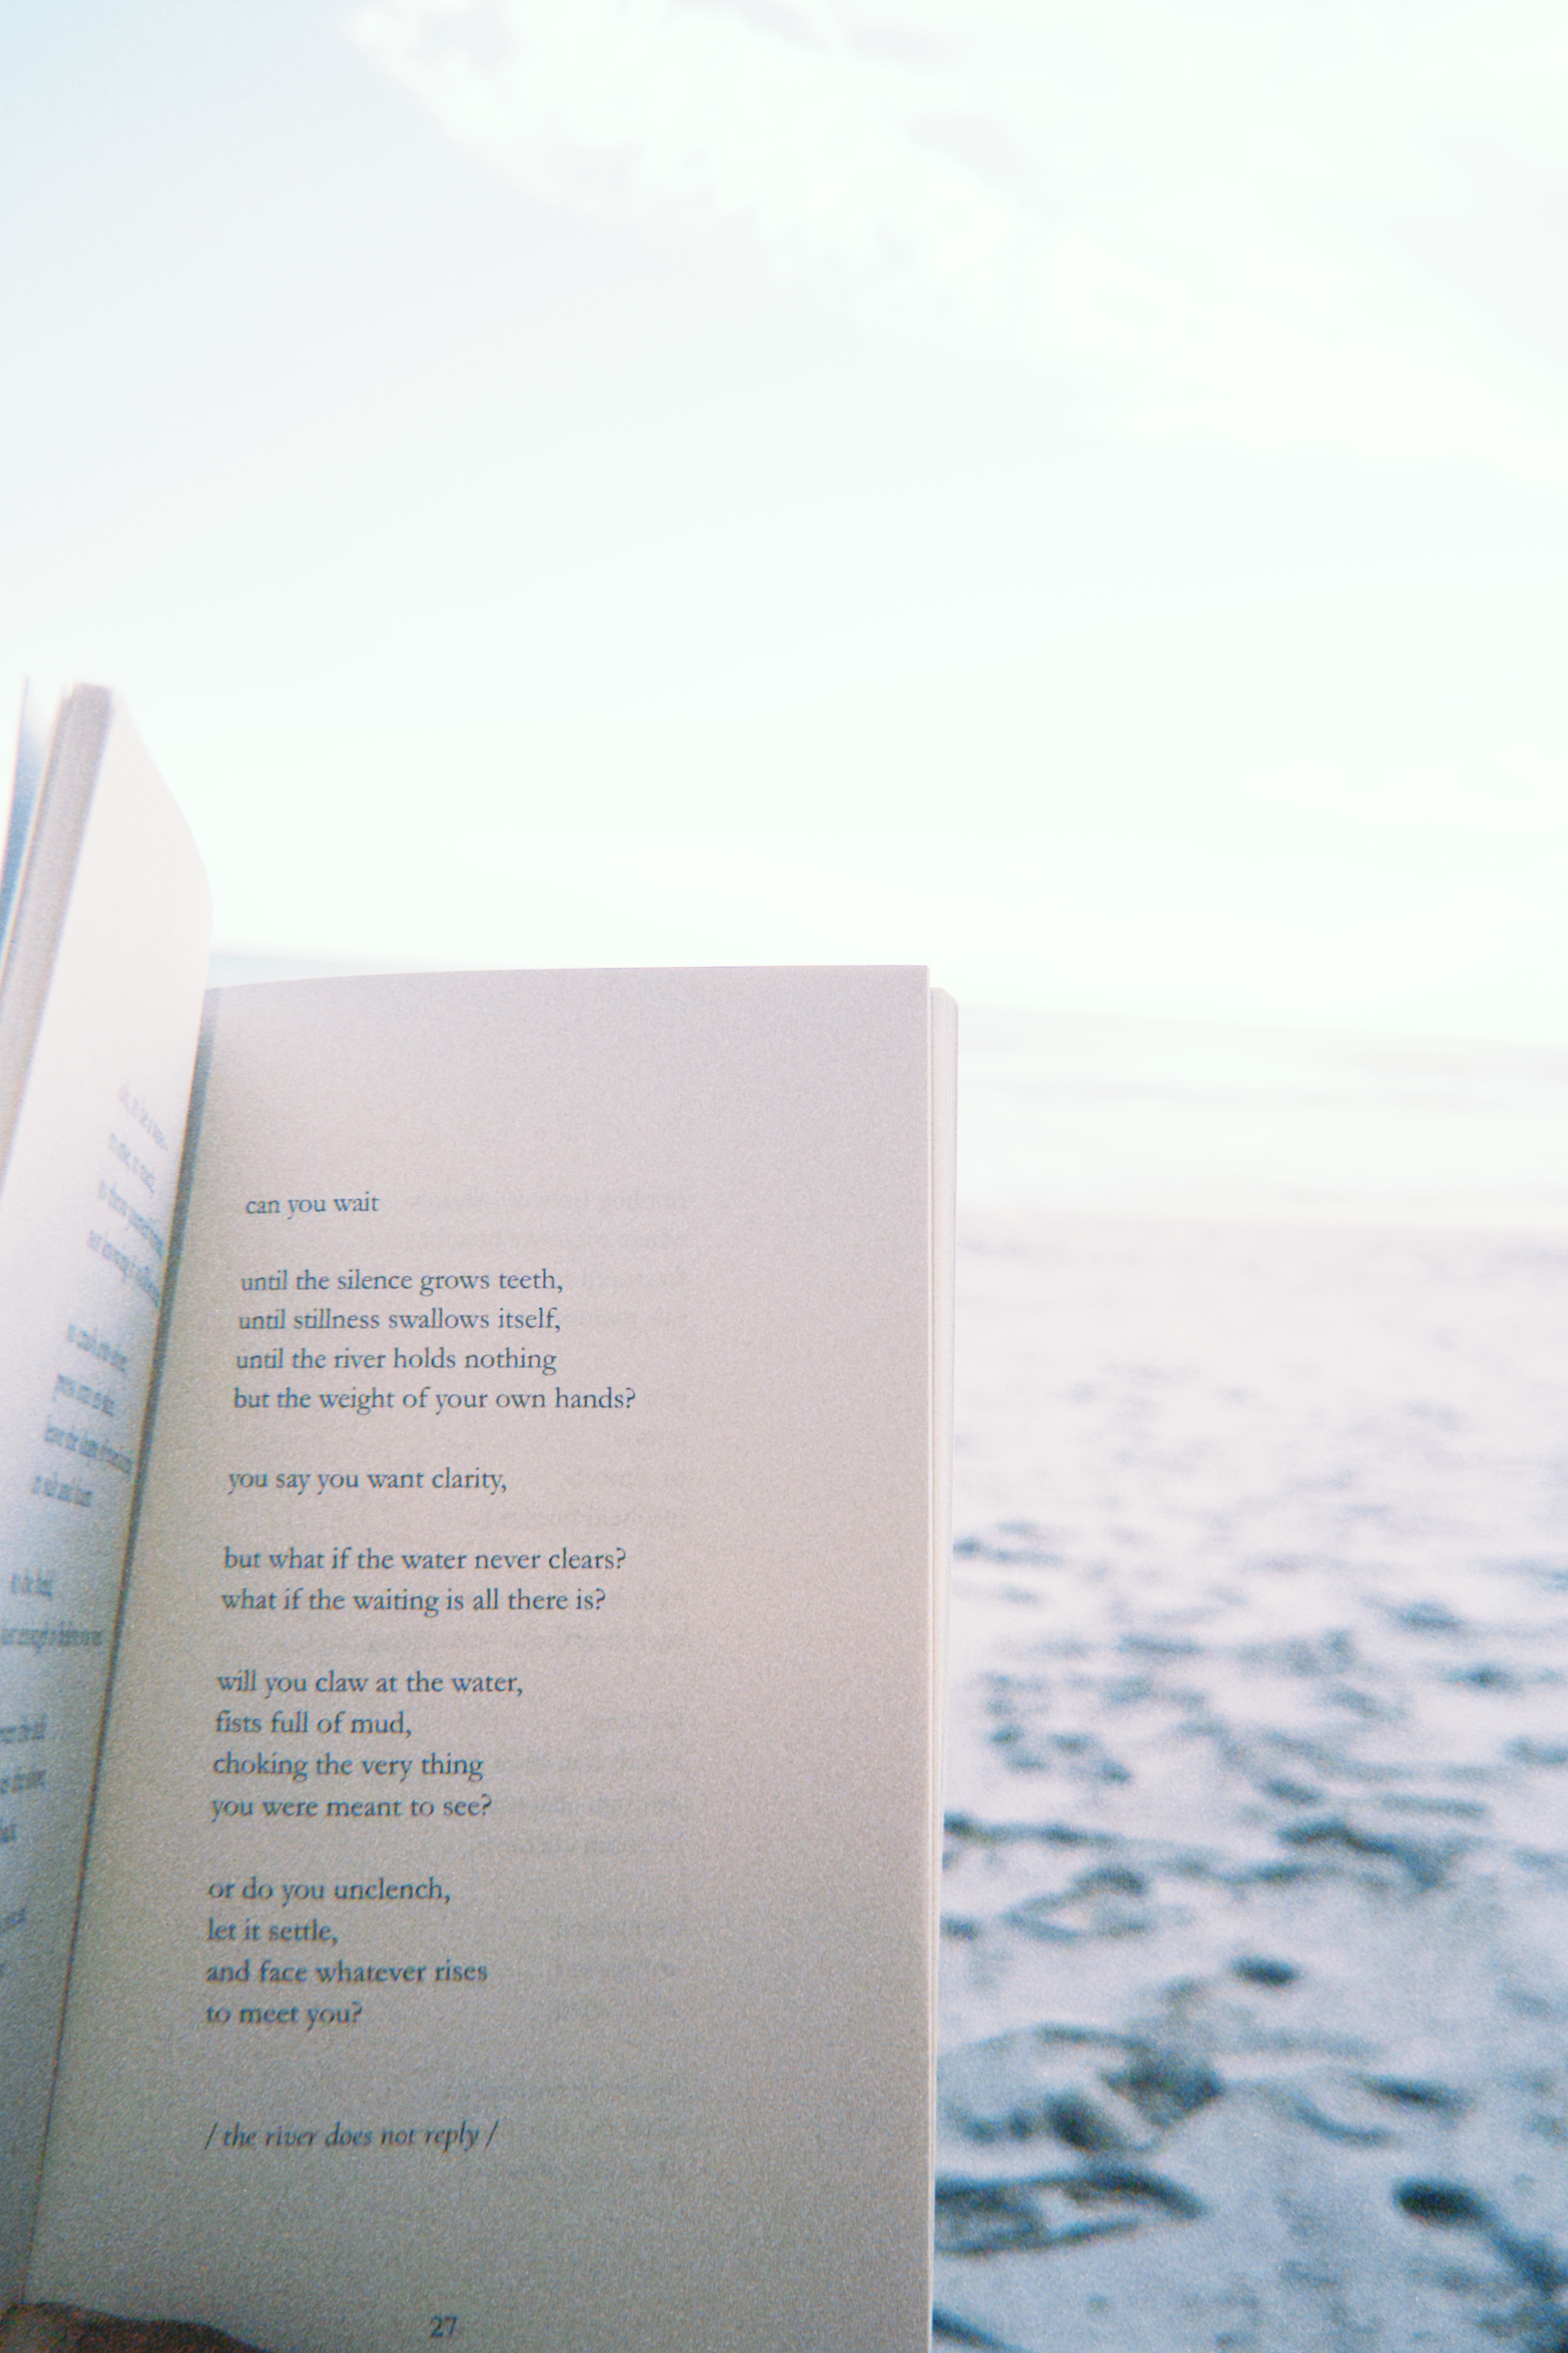 can you wait
until the silence grows teeth,
until stillness swallows itself,
until the river holds nothing
but the weight of your own hands?
you say you want clarity,
but what if the water never clears?
what if the waiting is all there is?
will you claw at the water,
fists full of mud,
choking the very thing
you were meant to see?
or do you unclench,
let it settle,
and face whatever rises
to meet you?
/ the river does not reply /
27